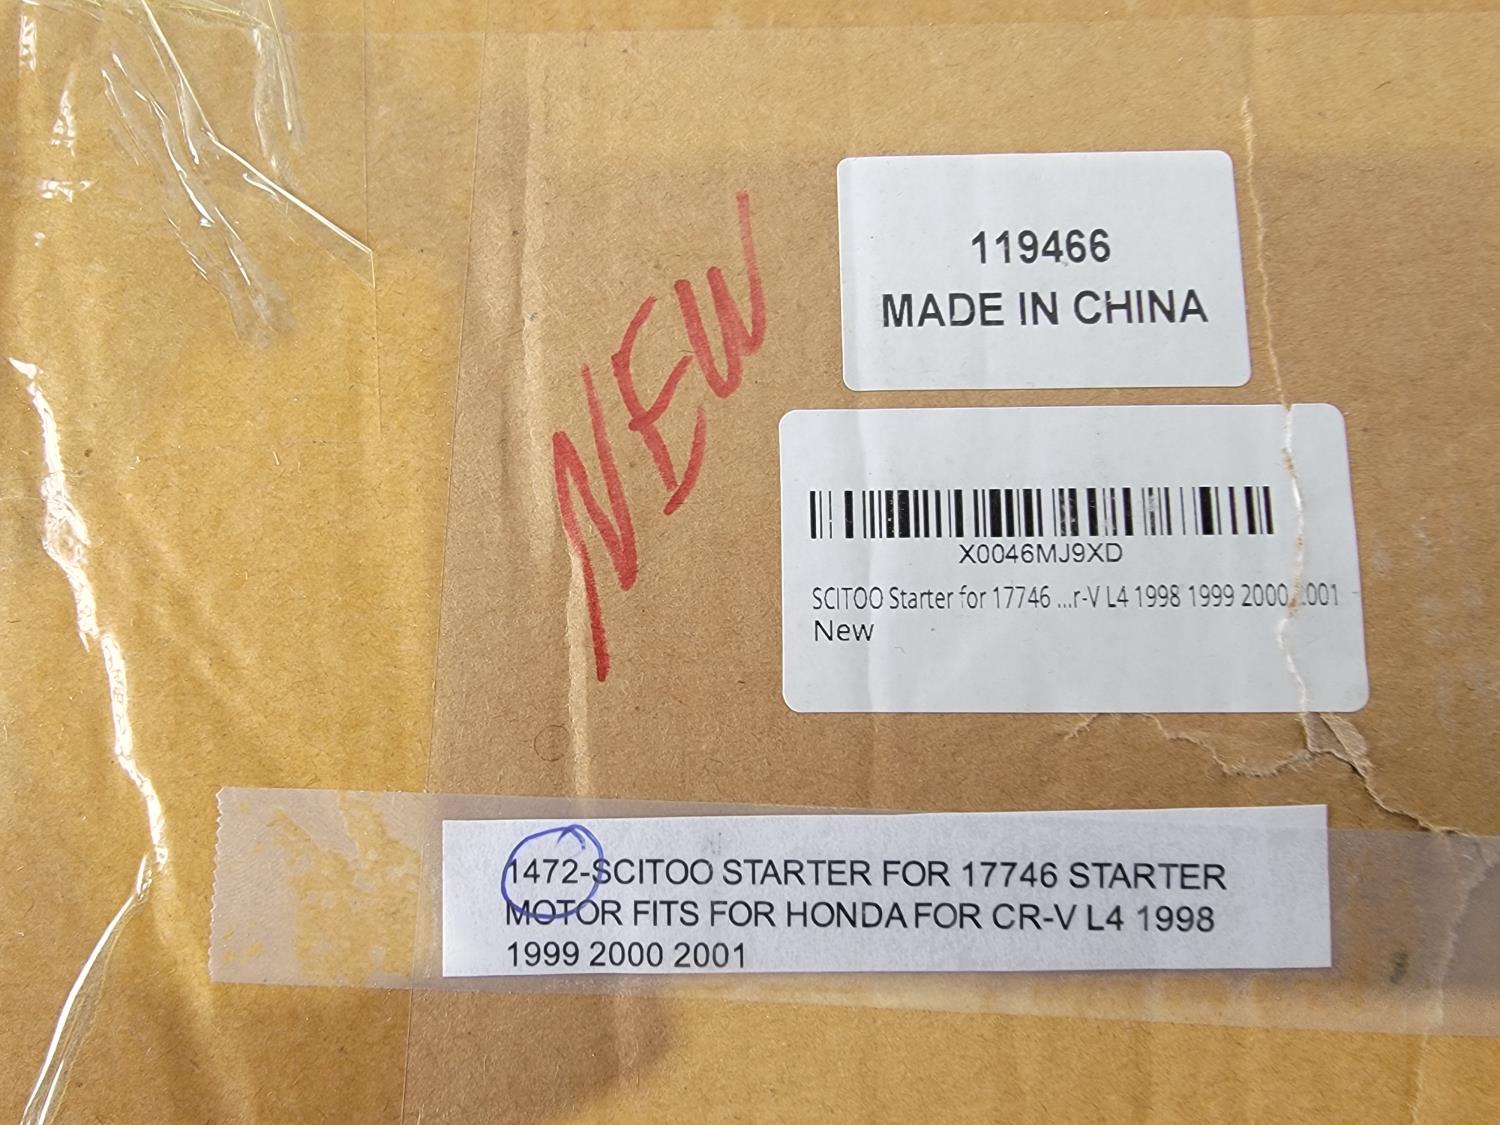 NEW
119466
MADE IN CHINA
X0046MJ9XD
SCITOO Starter for 17746 ...r-V L4 1998 1999 2000 2001
New
1472-SCITOO STARTER FOR 17746 STARTER
MOTOR FITS FOR HONDA FOR CR-V L4 1998
1999 2000 2001